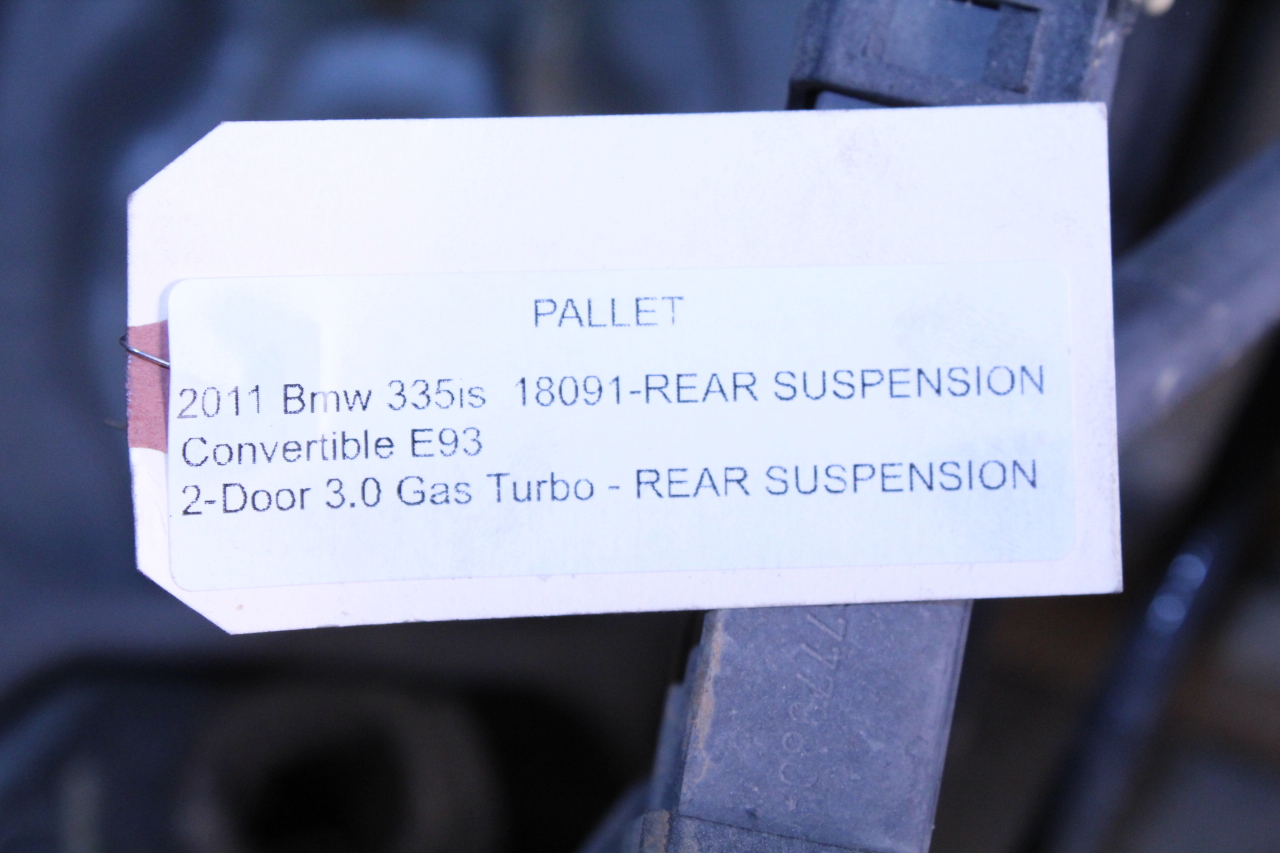 PALLET
2011 Bmw 335is 18091-REAR SUSPENSION
Convertible E93
2-Door 3.0 Gas Turbo - REAR SUSPENSION